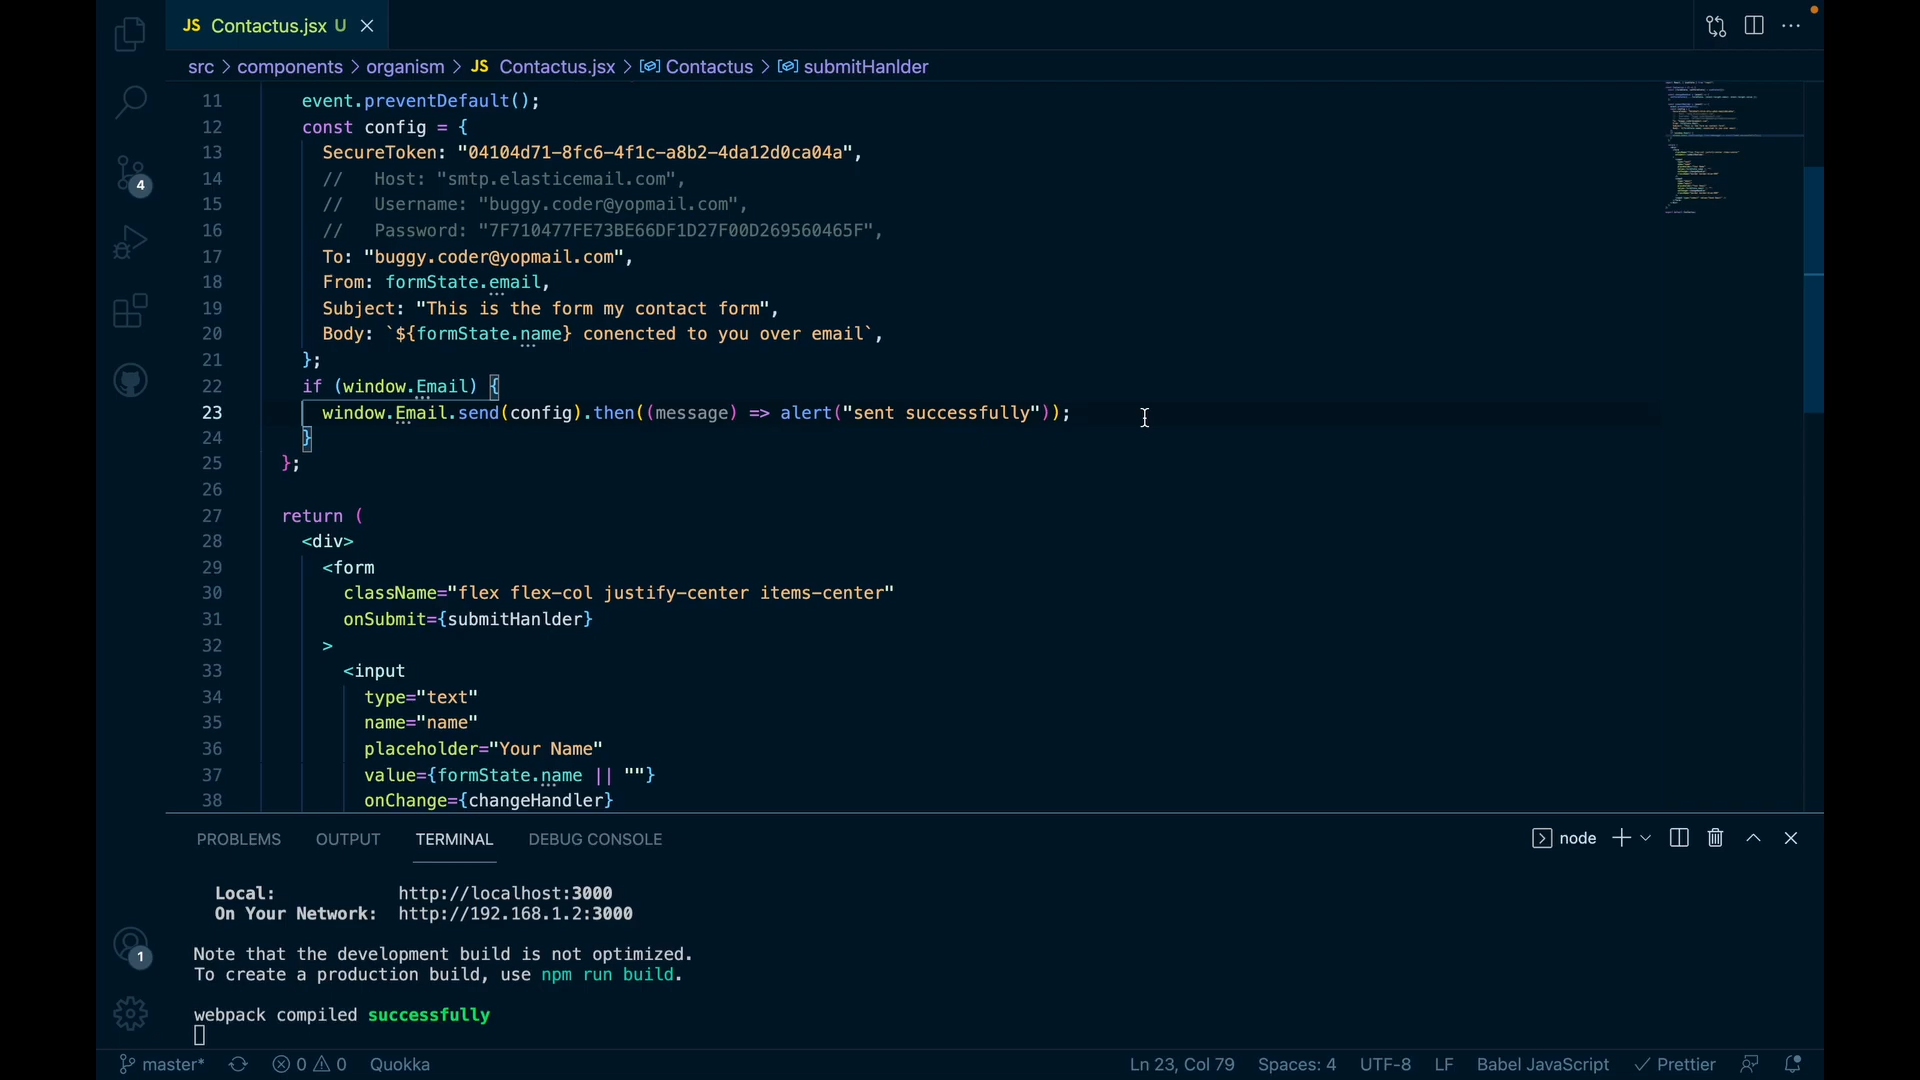 JS Contactus.jsx U
src > components > organism > JS Contactus.jsx > Contactus > submitHanlder
11 event.preventDefault();
12 const config = {
13 SecureToken: "04104d71-8fc6-4f1c-a8b2-4da12d0ca04a",
14 // Host: "smtp.elasticemail.com",
15 // Username: "buggy.coder@yopmail.com",
16 // Password: "7F710477FE73BE66DF1D27F00D269560465F",
17 To: "buggy.coder@yopmail.com",
18 From: formState.email,
19 Subject: "This is the form my contact form",
20 Body: `${formState.name} conencted to you over email`,
21 };
22 if (window.Email) {
23 window.Email.send(config).then((message) => alert("sent successfully"));
24 }
25 };
26
27 return (
28 <div>
29 <form
30 className="flex flex-col justify-center items-center"
31 onSubmit={submitHanlder}
32 >
33 <input
34 type="text"
35 name="name"
36 placeholder="Your Name"
37 value={formState.name || ""}
38 onChange={changeHandler}
4
1
PROBLEMS OUTPUT TERMINAL DEBUG CONSOLE node
Local: http://localhost:3000
On Your Network: http://192.168.1.2:3000
Note that the development build is not optimized.
To create a production build, use npm run build.
webpack compiled successfully
master* 0 0 Quokka Ln 23, Col 79 Spaces: 4 UTF-8 LF Babel JavaScript Prettier